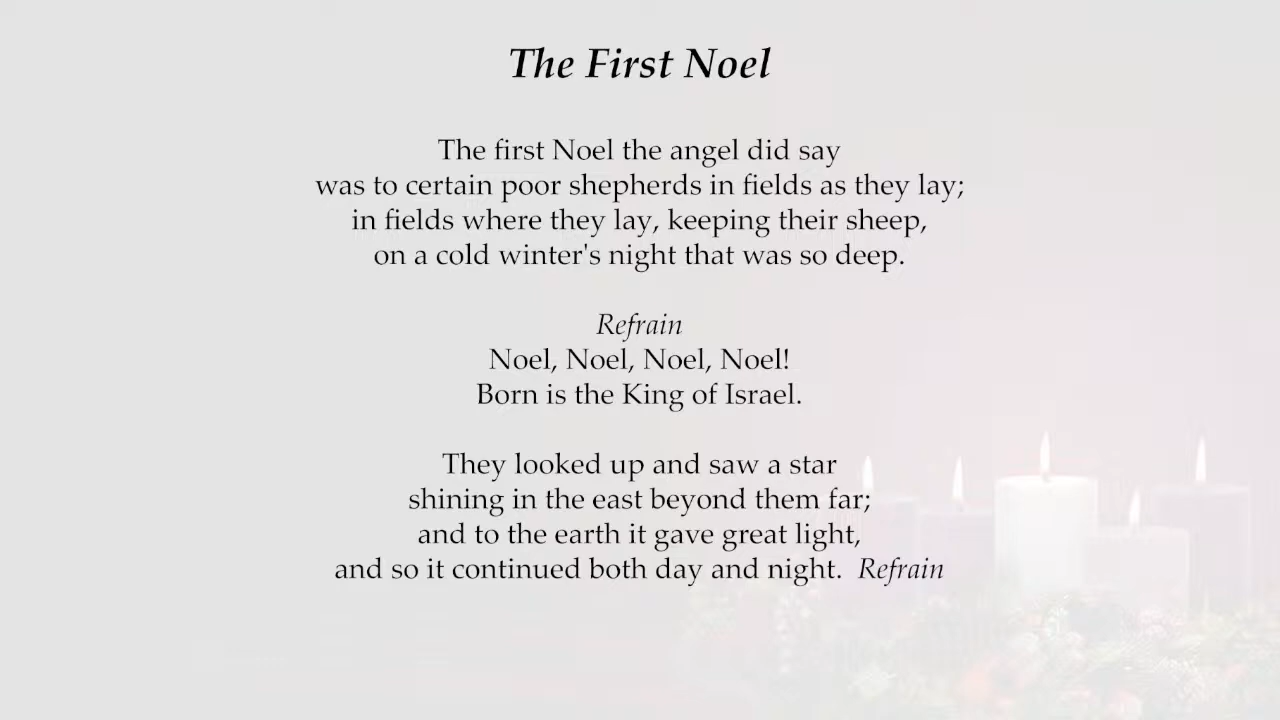 The First Noel
The first Noel the angel did say
was to certain poor shepherds in fields as they lay;
in fields where they lay, keeping their sheep,
on a cold winter's night that was so deep.
Refrain
Noel, Noel, Noel, Noel!
Born is the King of Israel.
They looked up and saw a star
shining in the east beyond them far;
and to the earth it gave great light,
and so it continued both day and night.  Refrain